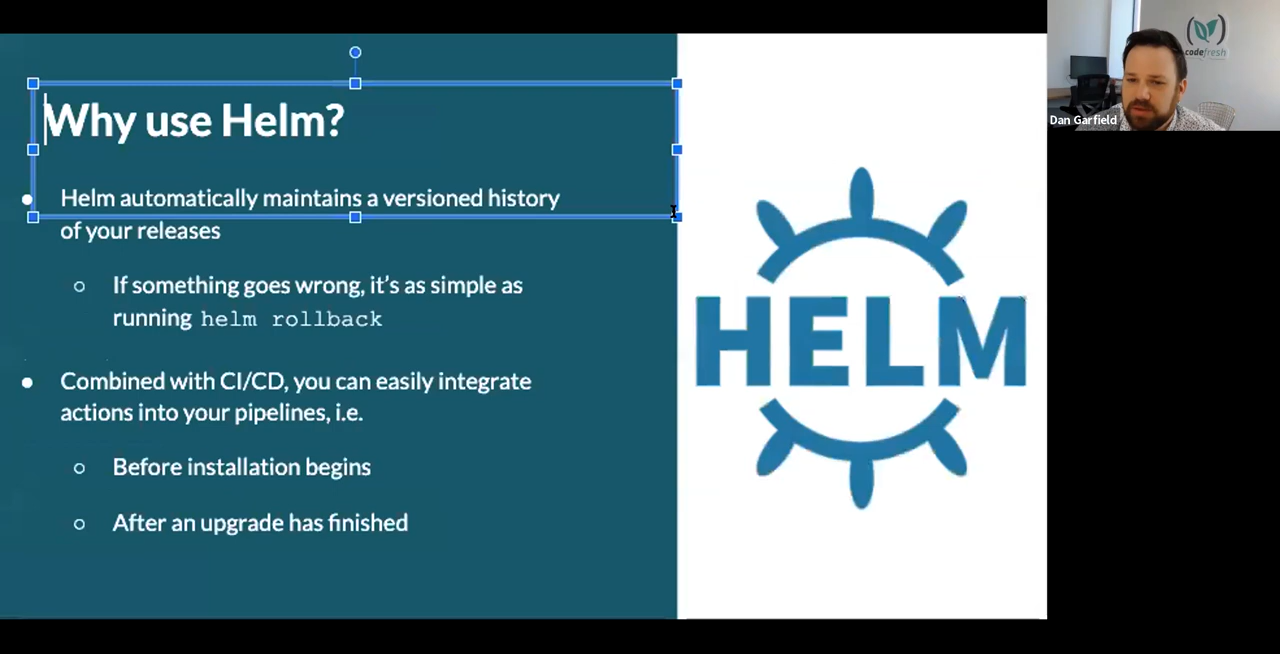 Why use Helm?
● Helm automatically maintains a versioned history
of your releases
○ If something goes wrong, it’s as simple as
running helm rollback
● Combined with CI/CD, you can easily integrate
actions into your pipelines, i.e.
○ Before installation begins
○ After an upgrade has finished
HELM
codefresh
Dan Garfield